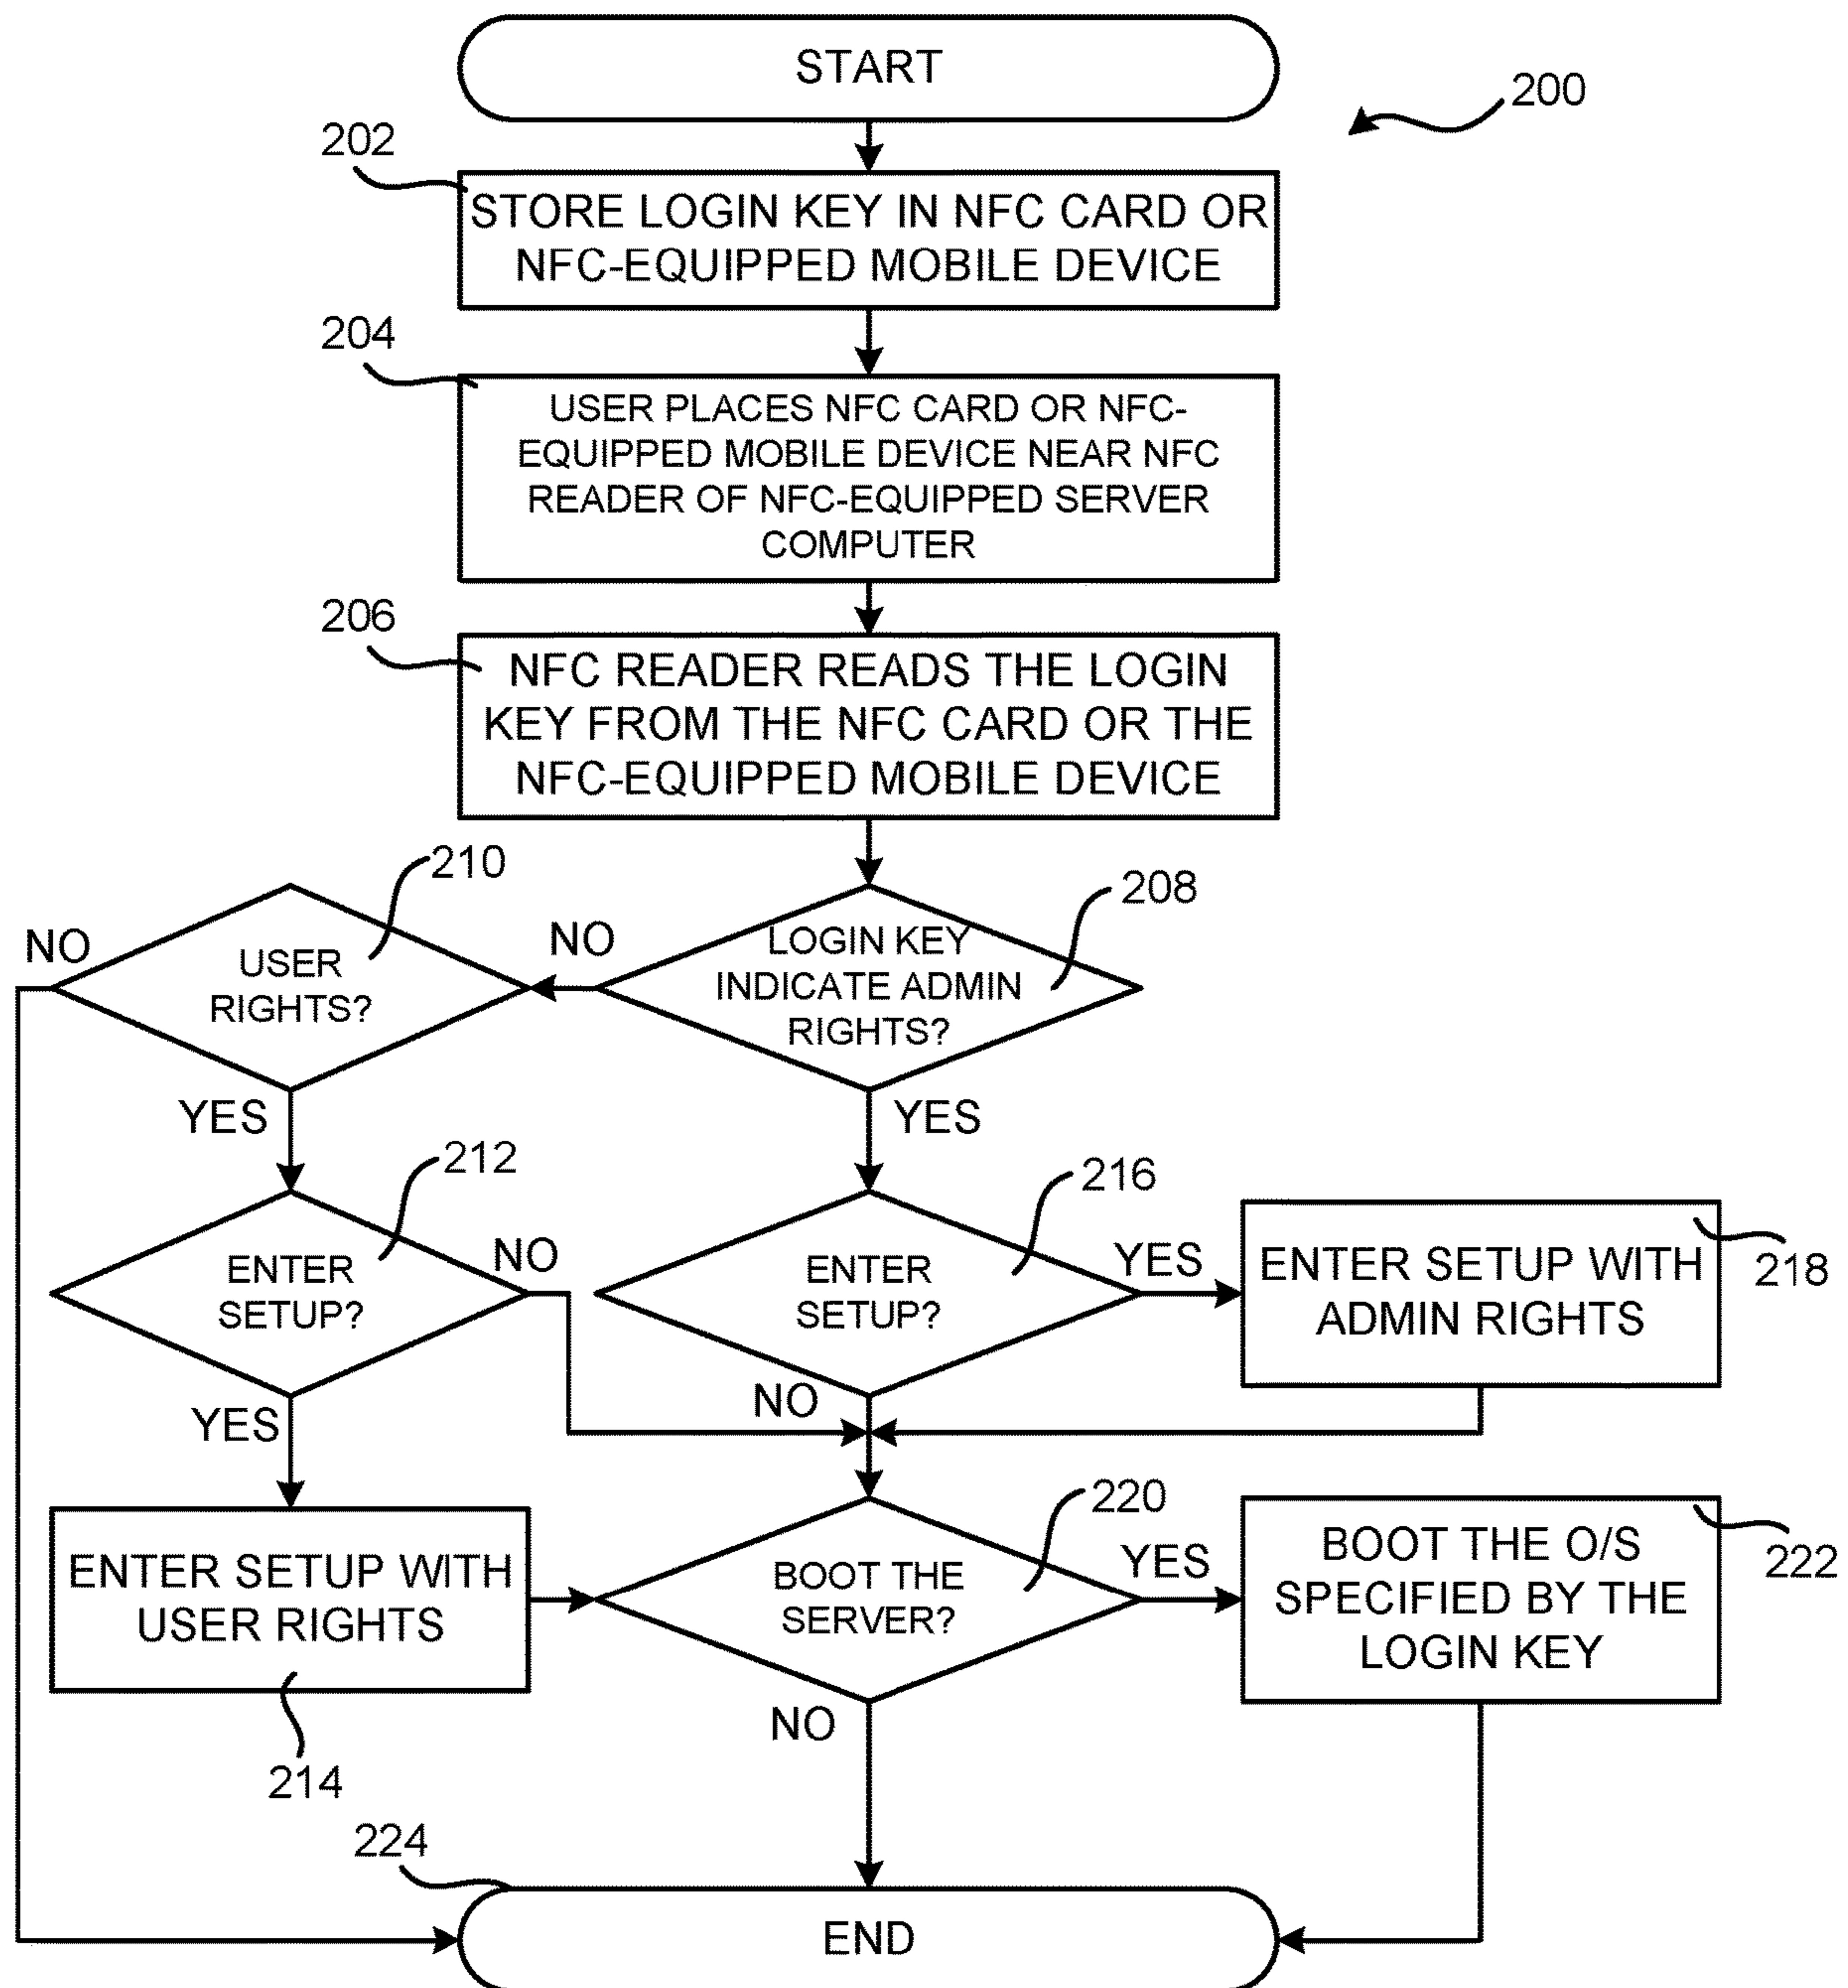 START
200
202
STORE LOGIN KEY IN NFC CARD OR
NFC-EQUIPPED MOBILE DEVICE
204
USER PLACES NFC CARD OR NFC-
EQUIPPED MOBILE DEVICE NEAR NFC
READER OF NFC-EQUIPPED SERVER
COMPUTER
206
NFC READER READS THE LOGIN
KEY FROM THE NFC CARD OR THE
NFC-EQUIPPED MOBILE DEVICE
210
208
NO
USER
RIGHTS?
NO
LOGIN KEY
INDICATE ADMIN
RIGHTS?
YES
YES
212
216
ENTER
SETUP?
NO
ENTER
SETUP?
YES
ENTER SETUP WITH
ADMIN RIGHTS
218
YES
NO
220
ENTER SETUP WITH
USER RIGHTS
BOOT THE
SERVER?
YES
BOOT THE O/S
SPECIFIED BY THE
LOGIN KEY
222
NO
214
224
END